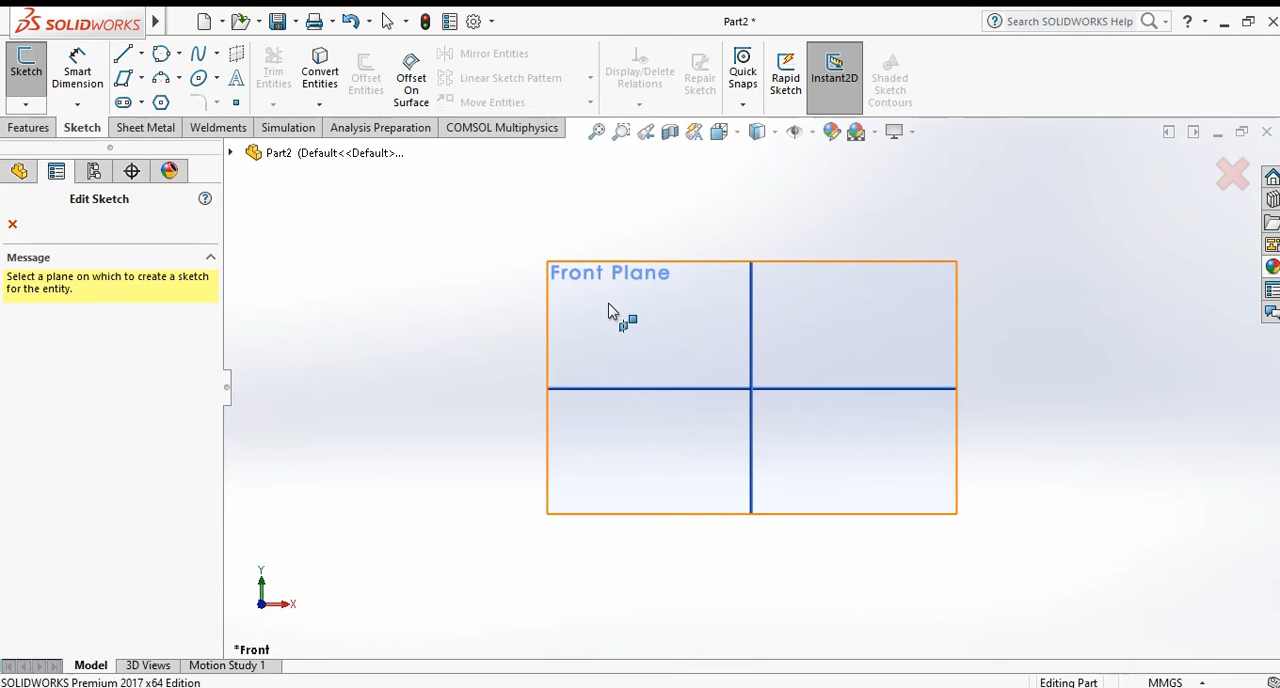 SOLIDWORKS
Part2 *
Search SOLIDWORKS Help
?
Sketch
Smart
Dimension
Trim
Entities
Convert
Entities
Offset
Entities
Offset
On
Surface
Mirror Entities
Linear Sketch Pattern
Move Entities
Display/Delete
Relations
Repair
Sketch
Quick
Snaps
Rapid
Sketch
Instant2D
Shaded
Sketch
Contours
Features
Sketch
Sheet Metal
Weldments
Simulation
Analysis Preparation
COMSOL Multiphysics
Part2 (Default<<Default>...
Edit Sketch
?
Message
Select a plane on which to create a sketch
for the entity.
Front Plane
Y
X
*Front
Model
3D Views
Motion Study 1
SOLIDWORKS Premium 2017 x64 Edition
Editing Part
MMGS